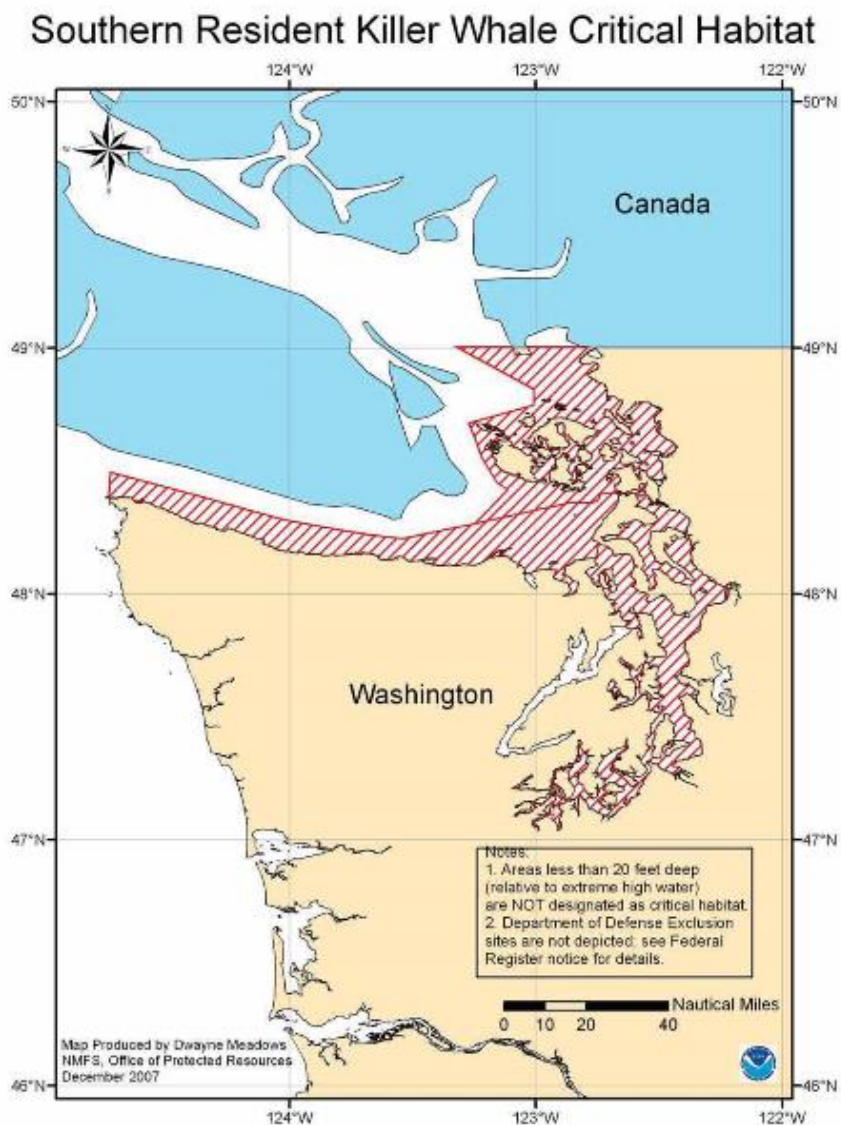 Southern Resident Killer Whale Critical Habitat
124°W 123°W 122°W
50°N 50°N
Canada
49°N 49°N
48°N 48°N
Washington
47°N 47°N
Notes:
1. Areas less than 20 feet deep
(relative to extreme high water)
are NOT designated as critical habitat.
2. Department of Defense Exclusion
sites are not depicted; see Federal
Register notice for details.
Nautical Miles
0 10 20 40
Map Produced by Dwayne Meadows
NMFS, Office of Protected Resources
December 2007
46°N 46°N
124°W 123°W 122°W